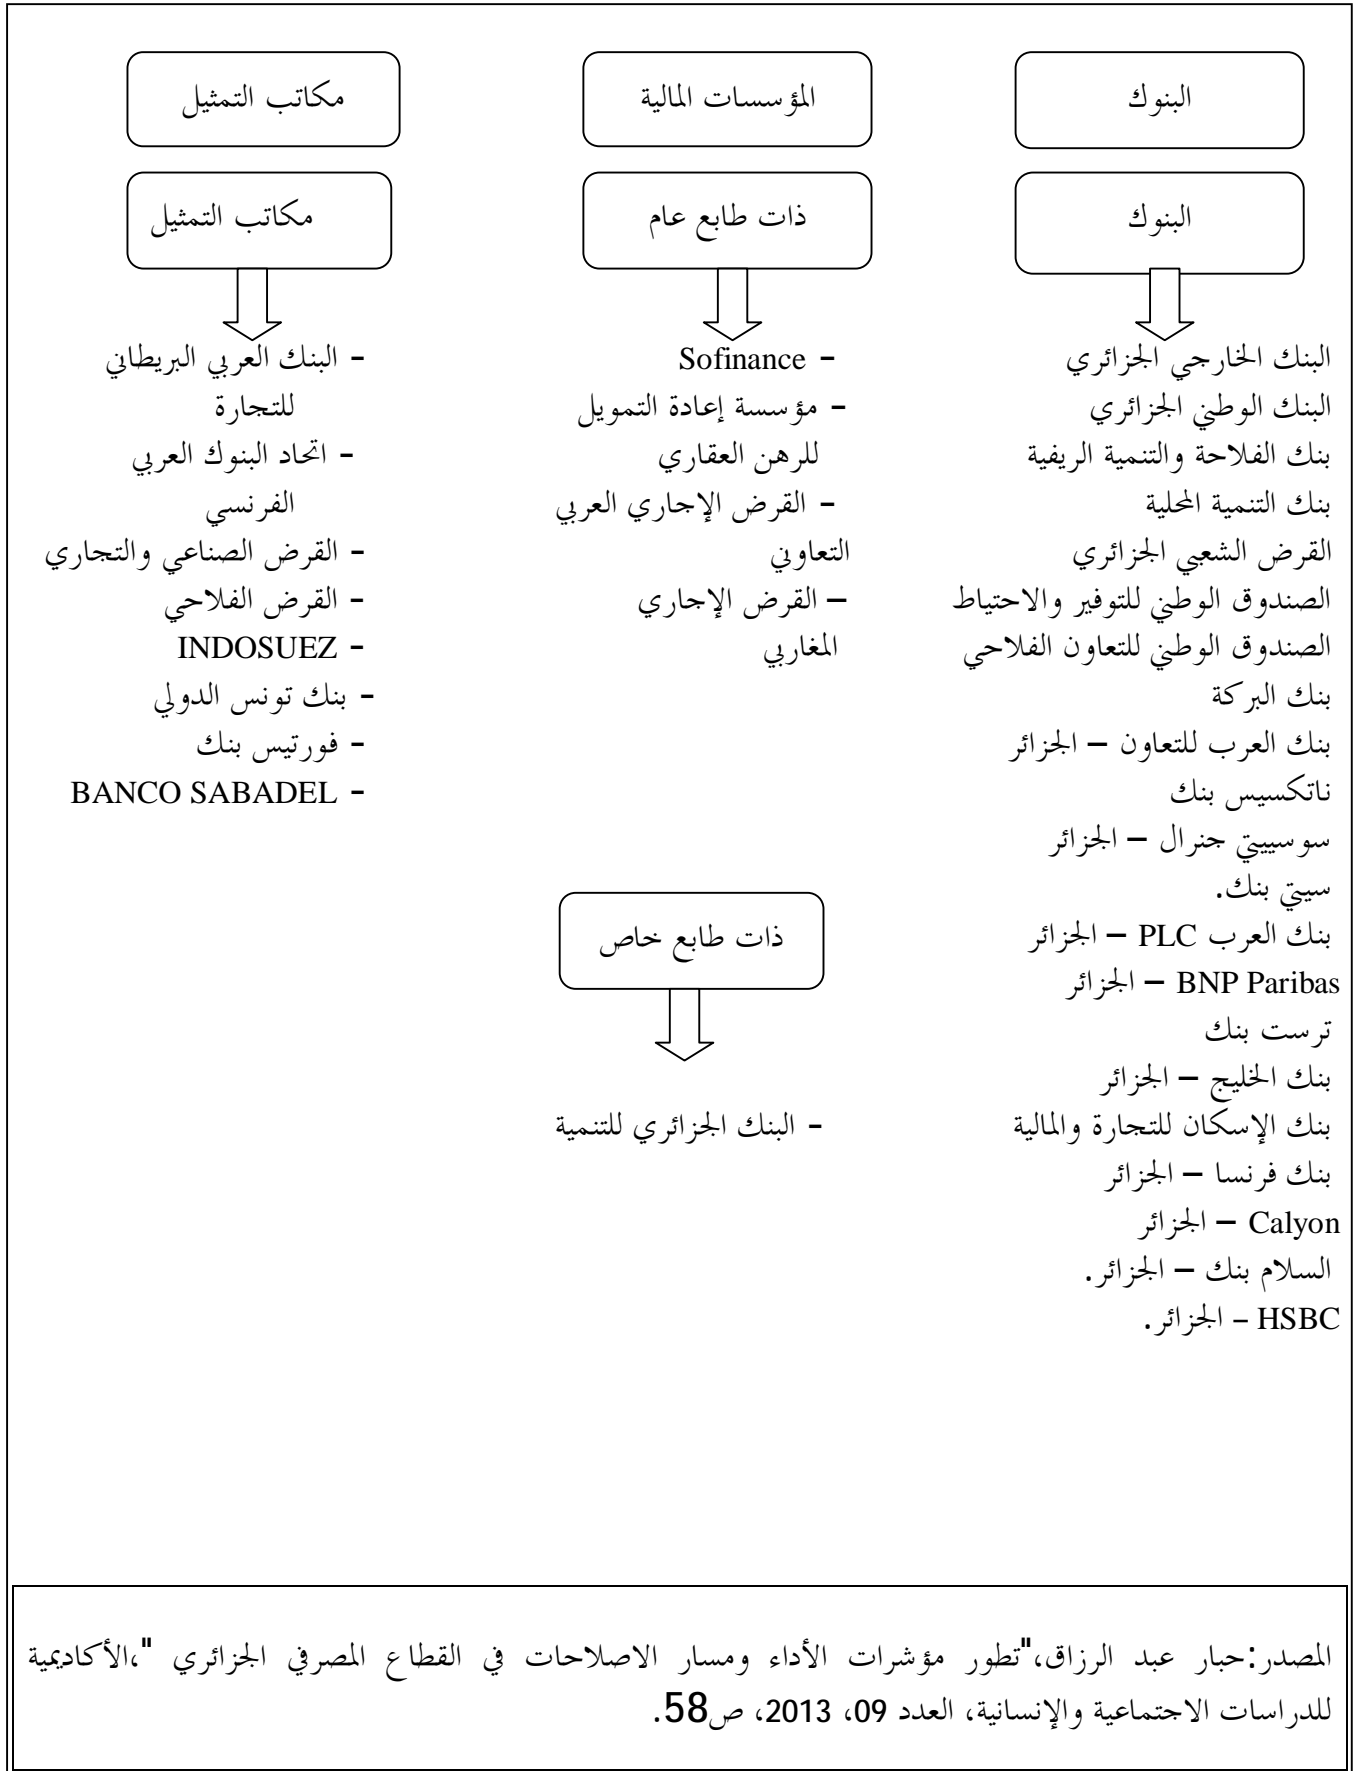 البنوك
البنوك
البنك الخارجي الجزائري
البنك الوطني الجزائري
بنك الفلاحة والتنمية الريفية
بنك التنمية المحلية
القرض الشعبي الجزائري
الصندوق الوطني للتوفير والاحتياط
الصندوق الوطني للتعاون الفلاحي
بنك البركة
بنك العرب للتعاون – الجزائر
ناتكسيس بنك
سوسييتي جنرال – الجزائر
سيتي بنك.
بنك العرب PLC – الجزائر
BNP Paribas – الجزائر
ترست بنك
بنك الخليج – الجزائر
بنك الإسكان للتجارة والمالية
بنك فرنسا – الجزائر
Calyon – الجزائر
السلام بنك – الجزائر.
HSBC – الجزائر.
المؤسسات المالية
ذات طابع عام
- Sofinance
- مؤسسة إعادة التمويل
للرهن العقاري
- القرض الإجاري العربي
التعاوني
– القرض الإجاري
المغاربي
ذات طابع خاص
- البنك الجزائري للتنمية
مكاتب التمثيل
مكاتب التمثيل
- البنك العربي البريطاني
للتجارة
- اتحاد البنوك العربي
الفرنسي
- القرض الصناعي والتجاري
- القرض الفلاحي
- INDOSUEZ
- بنك تونس الدولي
- فورتيس بنك
- BANCO SABADEL
المصدر:حبار عبد الرزاق،"تطور مؤشرات الأداء ومسار الاصلاحات في القطاع المصرفي الجزائري "،الأكاديمية
للدراسات الاجتماعية والإنسانية، العدد 09، 2013، ص58.